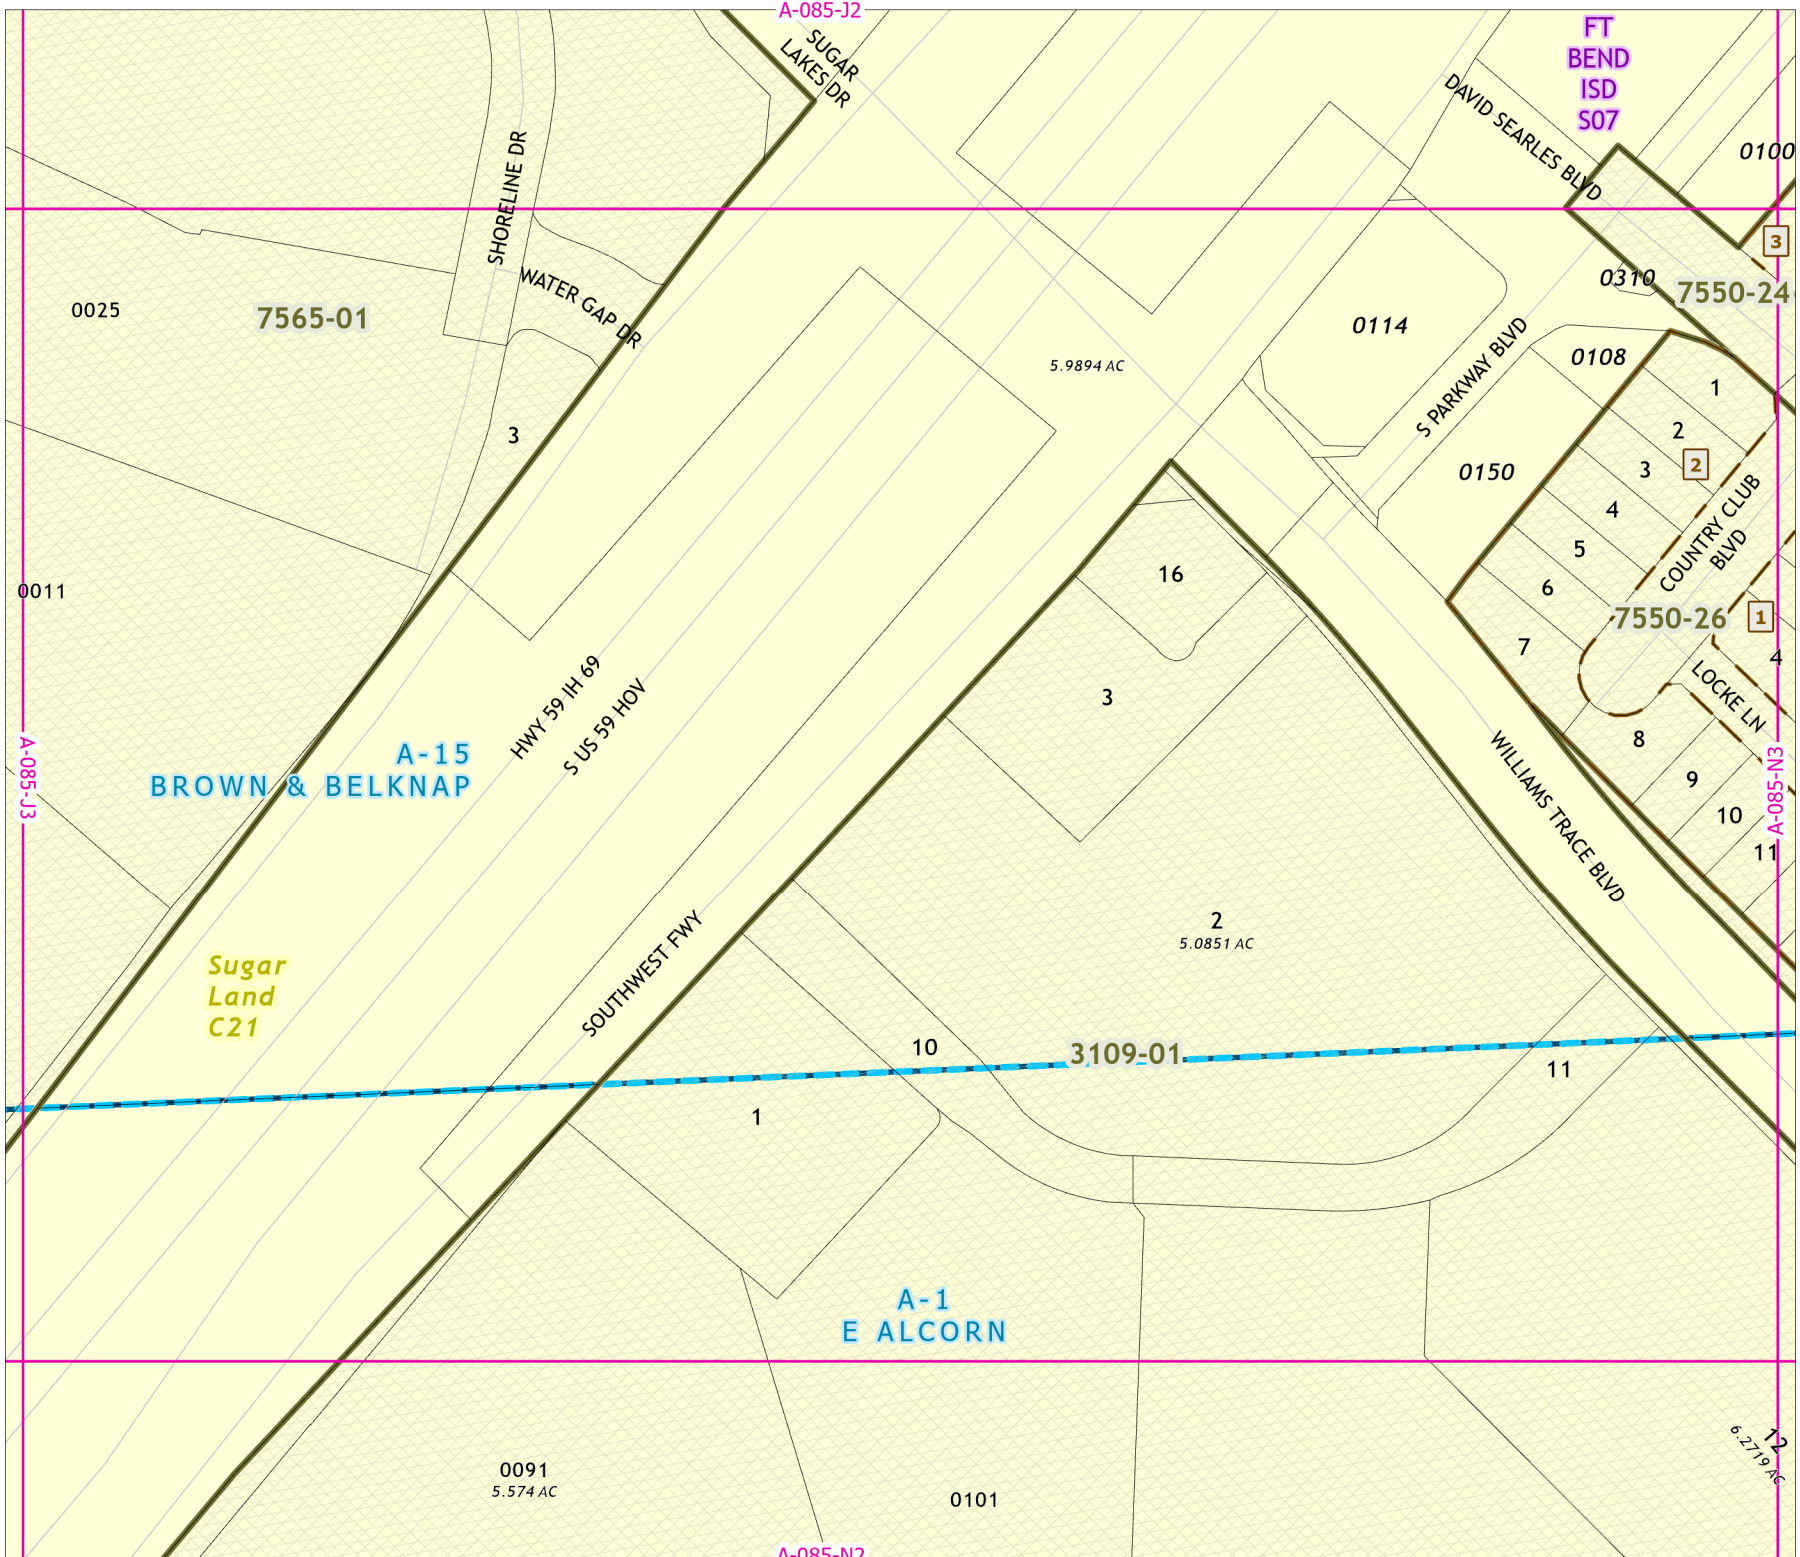 A-085-J2
SUGAR
LAKES DR
FT
BEND
ISD
S07
DAVID SEARLES BLVD
0100
SHORELINE DR
3
WATER GAP DR
0310
7550-24
0025
7565-01
0114
S PARKWAY BLVD
0108
5.9894 AC
1
2
3
0150
2
3
4
COUNTRY CLUB
BLVD
5
16
6
0011
7550-26
1
7
4
LOCKE LN
3
HWY 59 IH 69
S US 59 HOV
A-085-J3
A-15
BROWN & BELKNAP
8
9
A-085-N3
WILLIAMS TRACE BLVD
10
11
2
5.0851 AC
SOUTHWEST FWY
Sugar
Land
C21
10
3109-01
11
1
A-1
E ALCORN
12
6.2719 AC
0091
5.574 AC
0101
A-085-N2